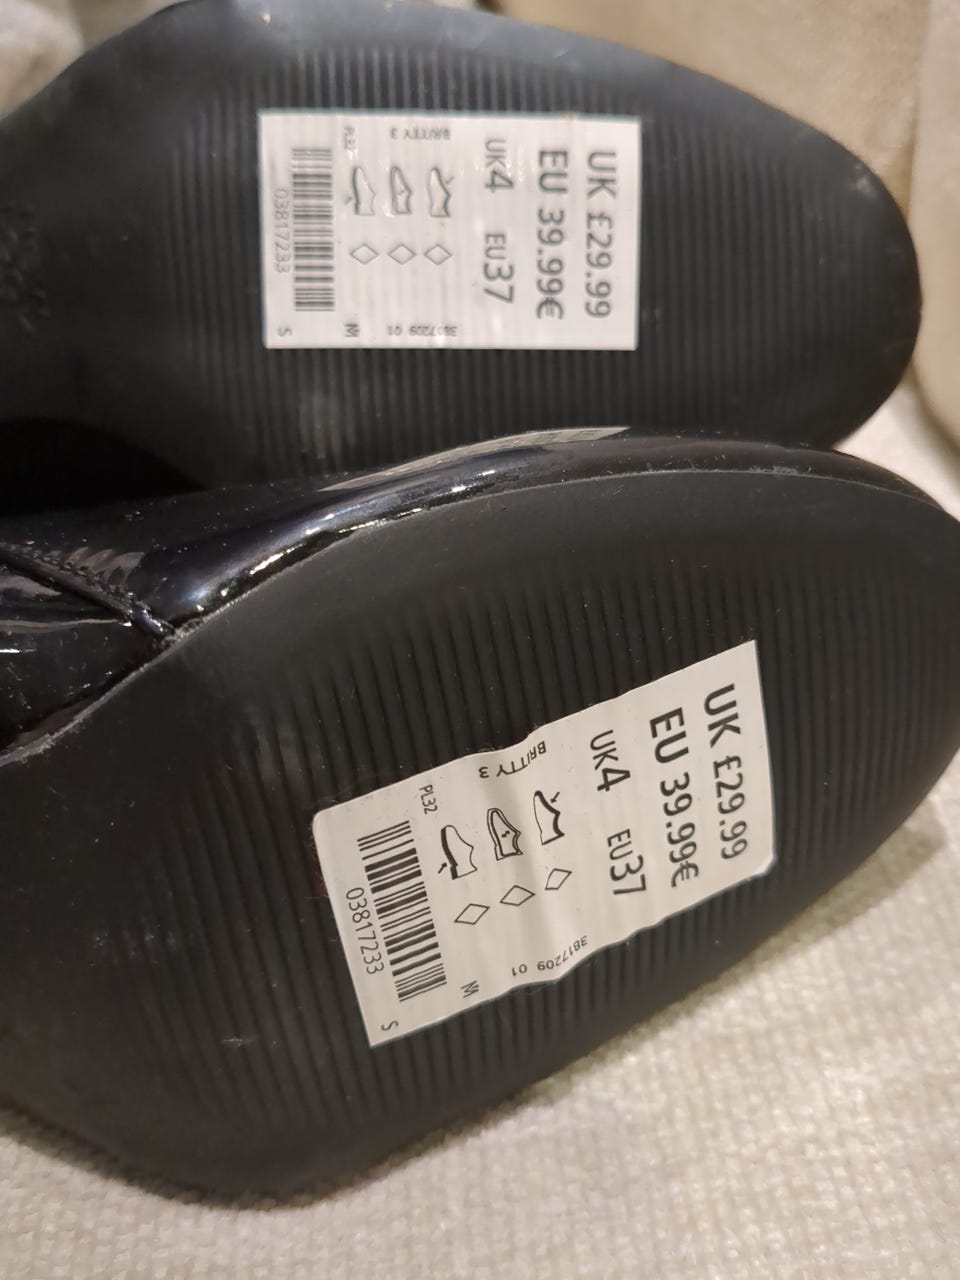 UK £29.99
EU 39.99€
UK4 EU37
BRITTY 3
3817209 01
PL32
M
03817233
S
UK £29.99
EU 39.99€
UK4 EU37
BRITTY 3
3817209 01
PL32
M
03817233
S